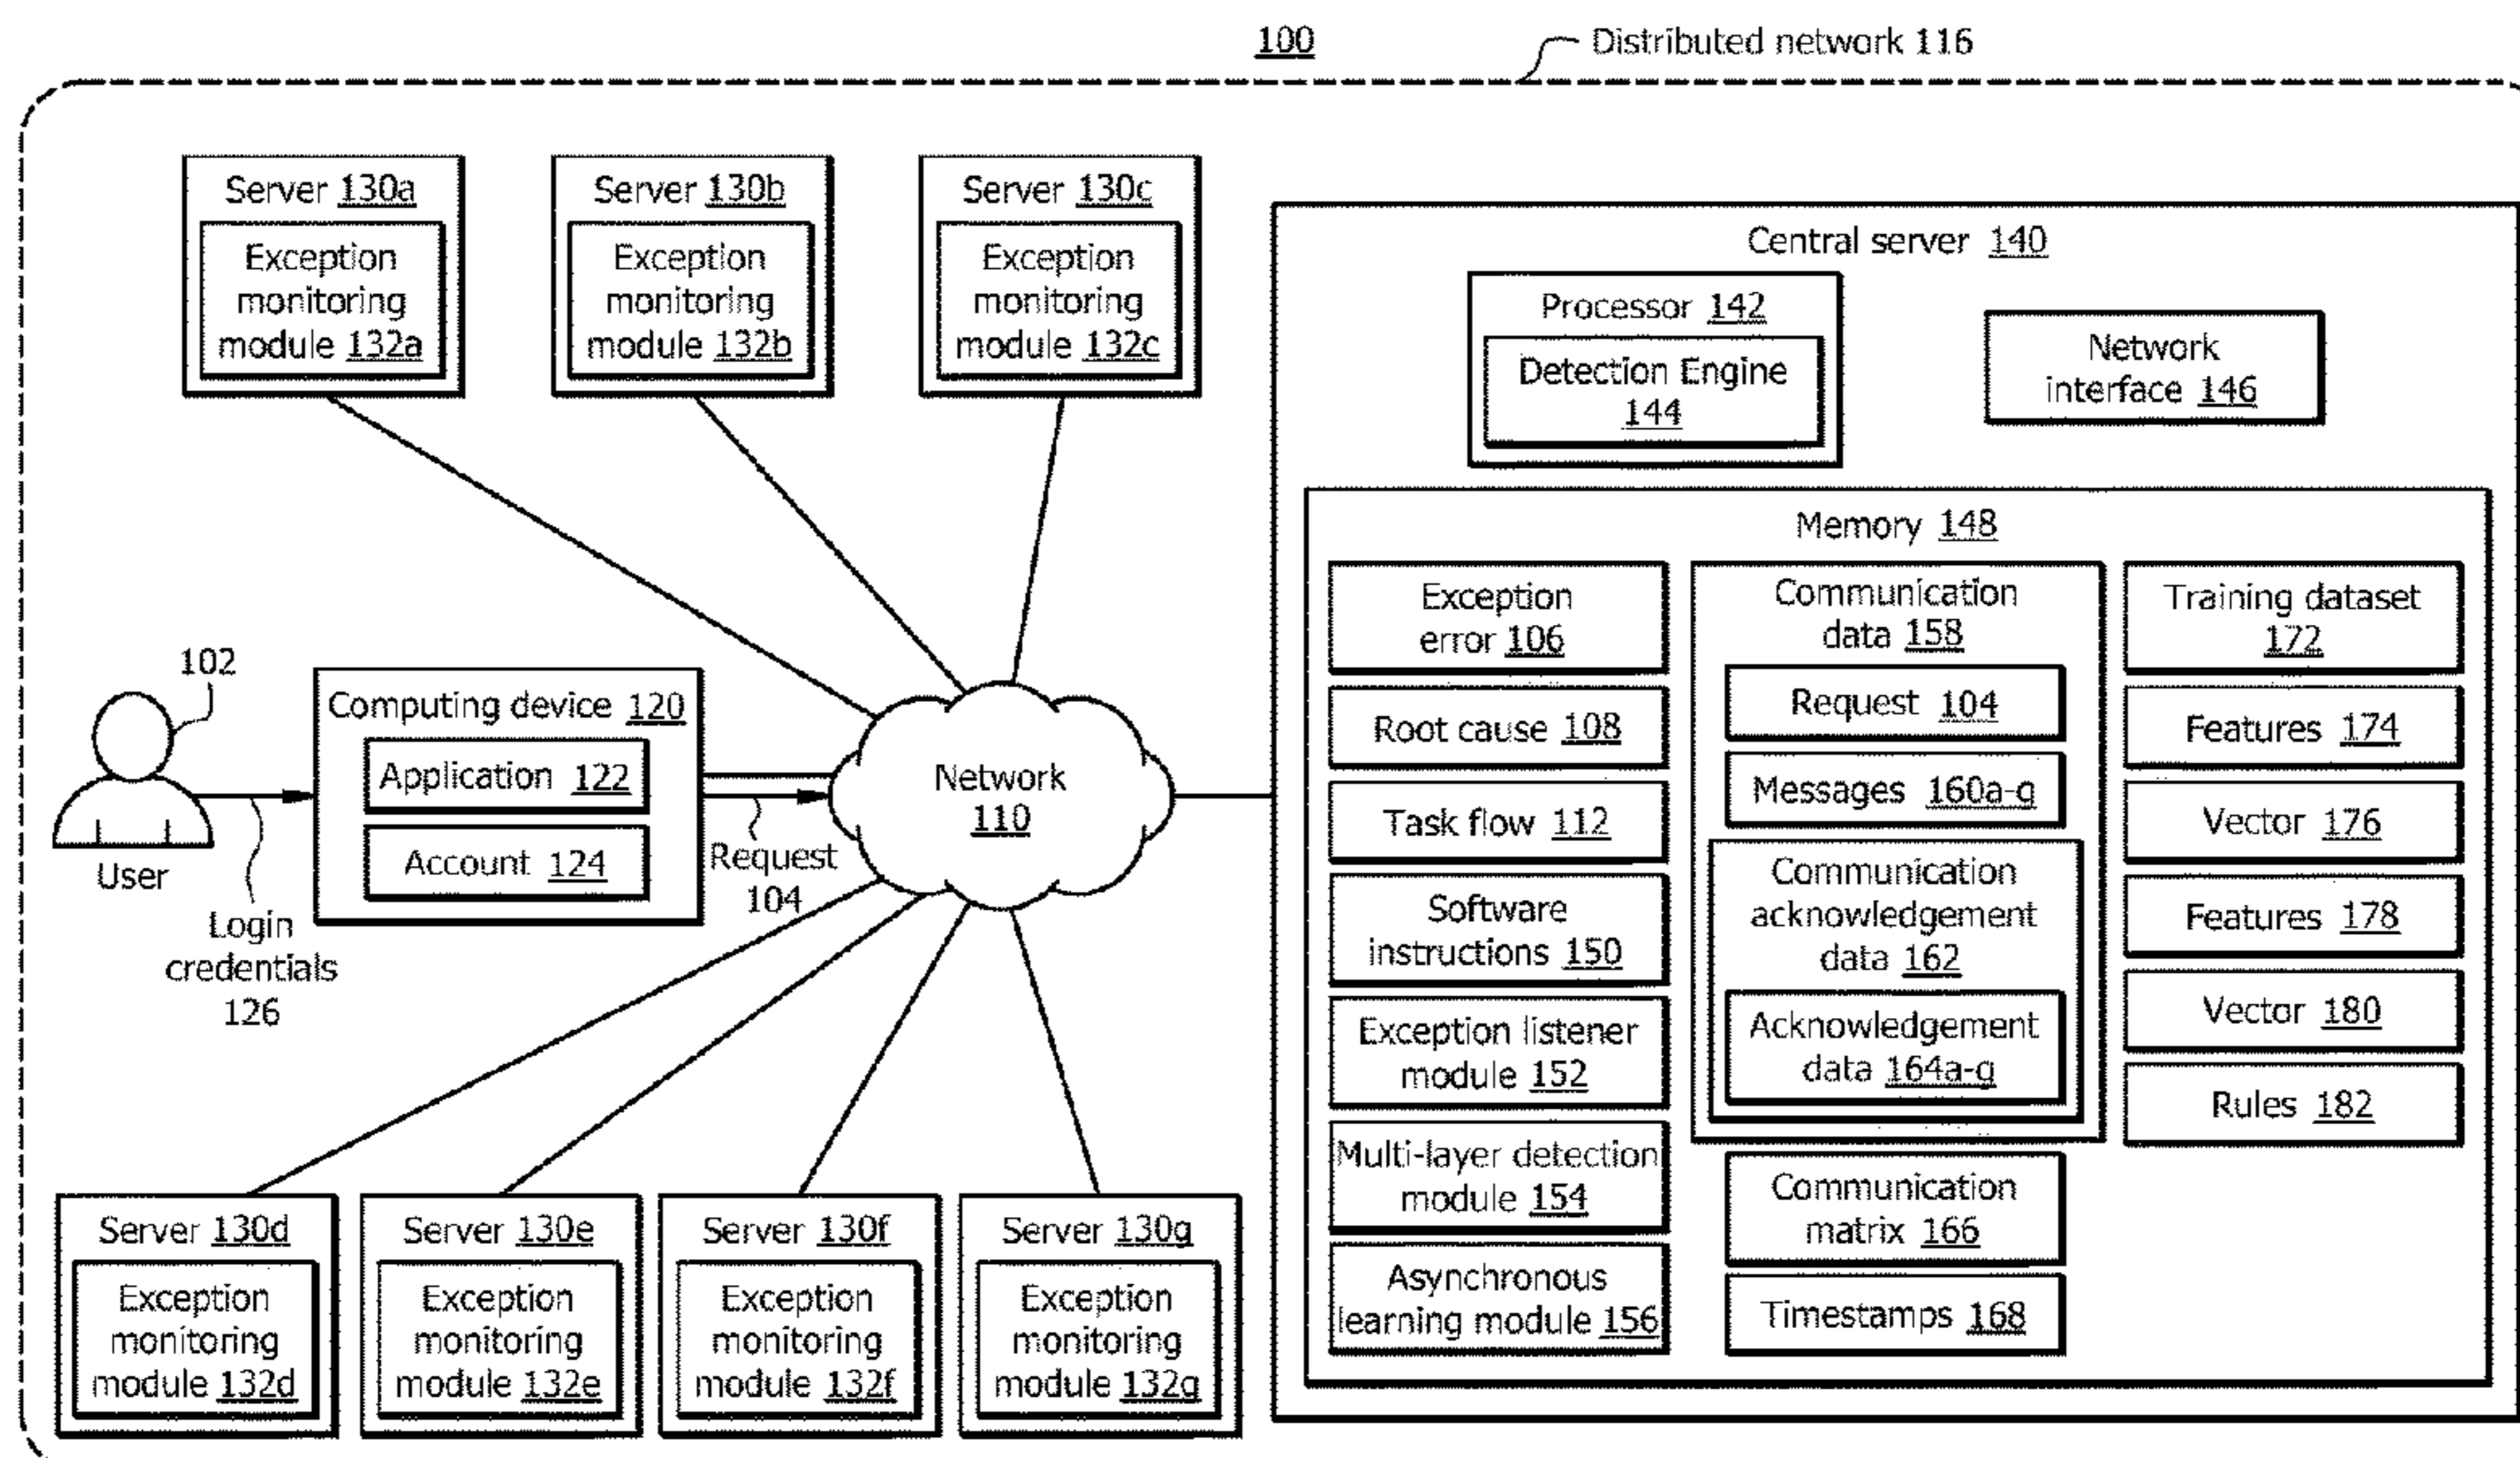 100
Distributed network 116
Server 130a
Exception
monitoring
module 132a
Server 130b
Exception
monitoring
module 132b
Server 130c
Exception
monitoring
module 132c
102
User
Login
credentials
126
Computing device 120
Application 122
Account 124
Request
104
Network
110
Server 130d
Exception
monitoring
module 132d
Server 130e
Exception
monitoring
module 132e
Server 130f
Exception
monitoring
module 132f
Server 130g
Exception
monitoring
module 132g
Central server 140
Processor 142
Detection Engine
144
Network
interface 146
Memory 148
Exception
error 106
Root cause 108
Task flow 112
Software
instructions 150
Exception listener
module 152
Multi-layer detection
module 154
Asynchronous
learning module 156
Communication
data 158
Request 104
Messages 160a-g
Communication
acknowledgement
data 162
Acknowledgement
data 164a-g
Communication
matrix 166
Timestamps 168
Training dataset
172
Features 174
Vector 176
Features 178
Vector 180
Rules 182